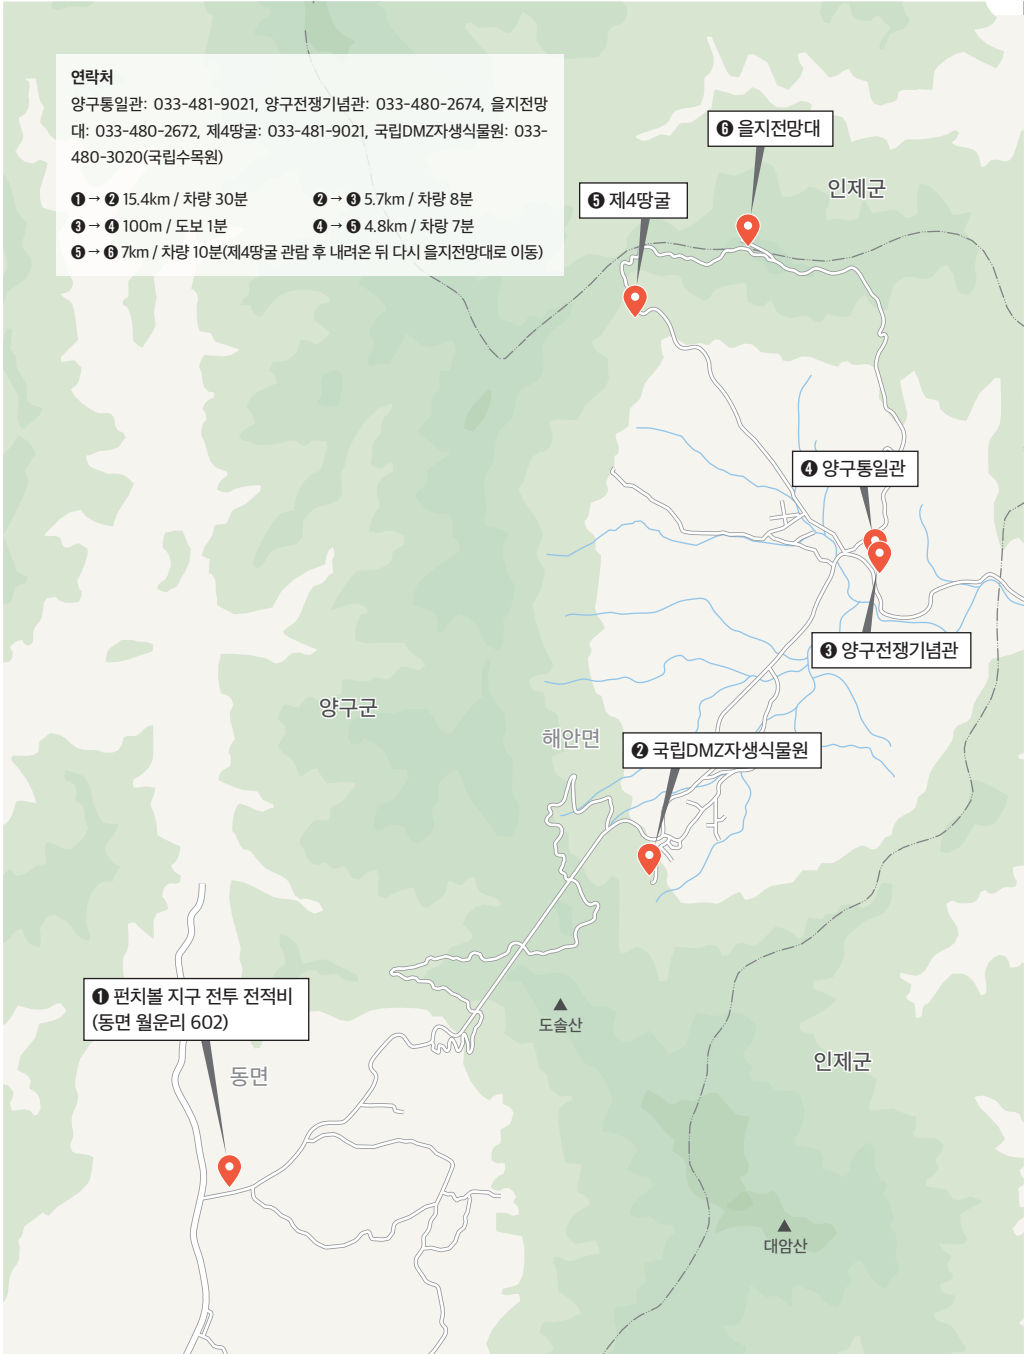 연락처
양구통일관: 033-481-9021, 양구전쟁기념관: 033-480-2674, 을지전망
대: 033-480-2672, 제4땅굴: 033-481-9021, 국립DMZ자생식물원: 033-
480-3020(국립수목원)
❶ → ❷ 15.4km / 차량 30분
❷ → ❸ 5.7km / 차량 8분
❸ → ❹ 100m / 도보 1분
❹ → ❺ 4.8km / 차량 7분
❺ → ❻ 7km / 차량 10분(제4땅굴 관람 후 내려온 뒤 다시 을지전망대로 이동)
❻ 을지전망대
인제군
❺ 제4땅굴
❹ 양구통일관
❸ 양구전쟁기념관
양구군
해안면
❷ 국립DMZ자생식물원
❶ 펀치볼 지구 전투 전적비
(동면 월운리 602)
도솔산
인제군
동면
대암산